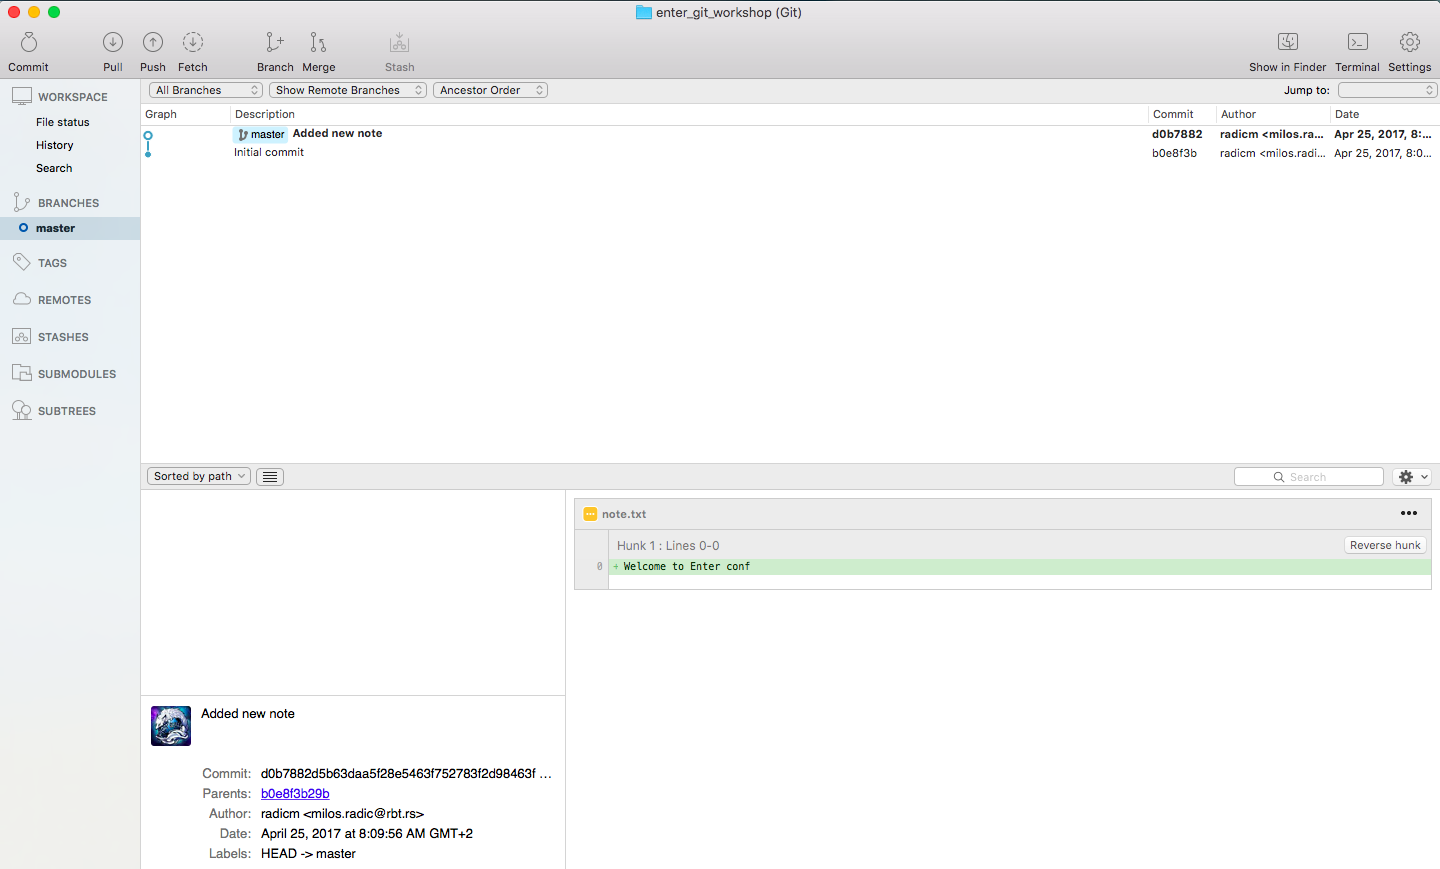 enter_git_workshop (Git)
Commit Pull Push Fetch Branch Merge Stash Show in Finder Terminal Settings
WORKSPACE
File status
History
Search
BRANCHES
master
TAGS
REMOTES
STASHES
SUBMODULES
SUBTREES
All Branches Show Remote Branches Ancestor Order Jump to:
Graph Description Commit Author Date
master Added new note d0b7882 radicm <milos.ra... Apr 25, 2017, 8:...
Initial commit b0e8f3b radicm <milos.radi... Apr 25, 2017, 8:0...
Sorted by path Search
note.txt
Hunk 1 : Lines 0-0 Reverse hunk
0 + Welcome to Enter conf
Added new note
Commit: d0b7882d5b63daa5f28e5463f752783f2d98463f ...
Parents: b0e8f3b29b
Author: radicm <milos.radic@rbt.rs>
Date: April 25, 2017 at 8:09:56 AM GMT+2
Labels: HEAD -> master